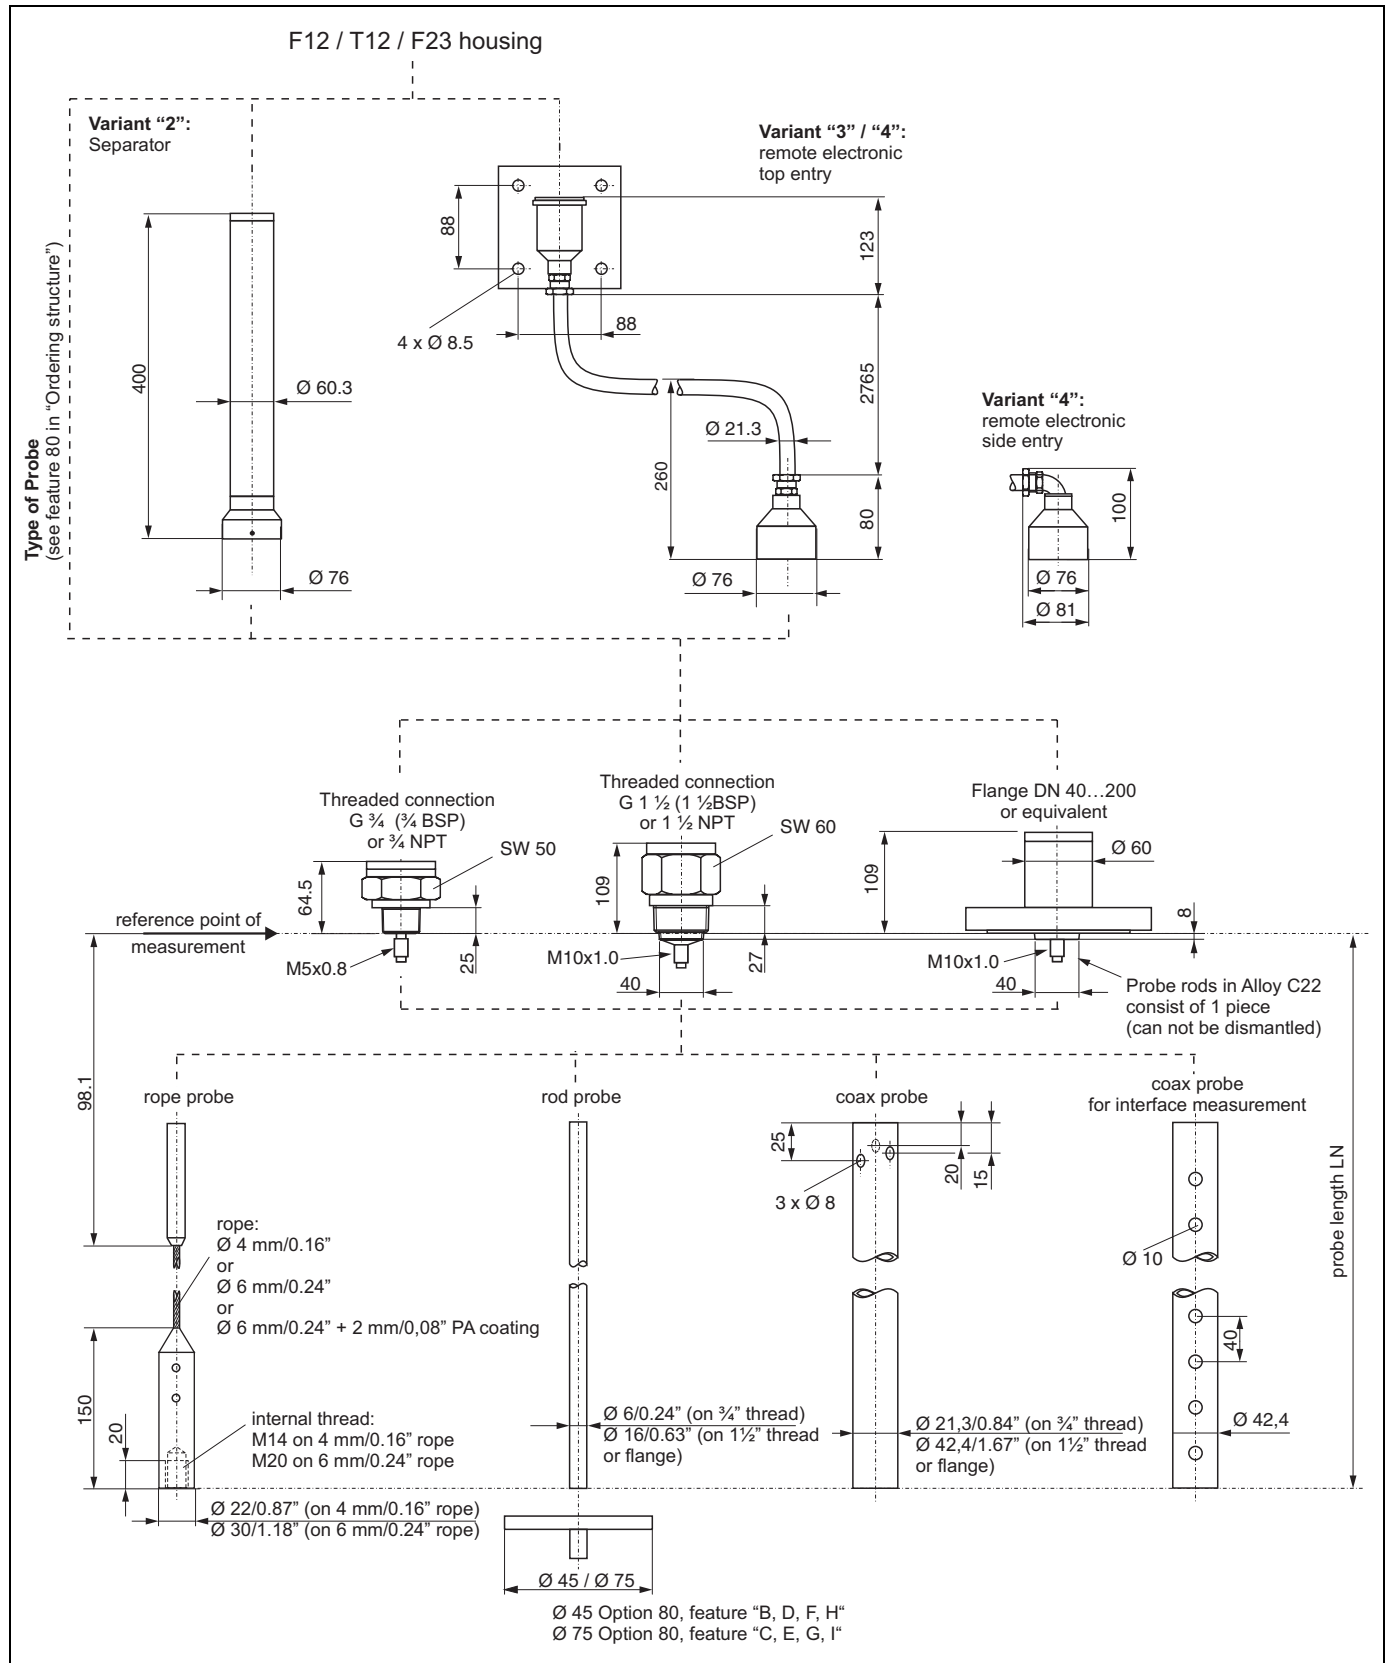 F12 / T12 / F23 housing
Variant “2”:
Separator
Variant “3” / “4”:
remote electronic
top entry
88
123
4 x Ø 8.5
88
Type of Probe
(see feature 80 in “Ordering structure”)
400
Ø 60.3
2765
Variant “4”:
remote electronic
side entry
Ø 21.3
260
80
100
Ø 76
Ø 76
Ø 76
Ø 81
Threaded connection
G ¾ (¾ BSP)
or ¾ NPT
Threaded connection
G 1 ½ (1 ½BSP)
or 1 ½ NPT
Flange DN 40…200
or equivalent
SW 50
SW 60
Ø 60
64.5
109
109
8
reference point of
measurement
M5x0.8
25
M10x1.0
40
27
M10x1.0
40
Probe rods in Alloy C22
consist of 1 piece
(can not be dismantled)
98.1
rope probe
rod probe
coax probe
coax probe
for interface measurement
25
20
15
3 x Ø 8
Ø 10
probe length LN
rope:
Ø 4 mm/0.16”
or
Ø 6 mm/0.24”
or
Ø 6 mm/0.24” + 2 mm/0,08” PA coating
40
150
20
internal thread:
M14 on 4 mm/0.16” rope
M20 on 6 mm/0.24” rope
Ø 6/0.24” (on ¾” thread)
Ø 16/0.63” (on 1½” thread
or flange)
Ø 21,3/0.84” (on ¾” thread)
Ø 42,4/1.67” (on 1½” thread
or flange)
Ø 42,4
Ø 22/0.87” (on 4 mm/0.16” rope)
Ø 30/1.18” (on 6 mm/0.24” rope)
Ø 45 / Ø 75
Ø 45 Option 80, feature “B, D, F, H“
Ø 75 Option 80, feature “C, E, G, I“